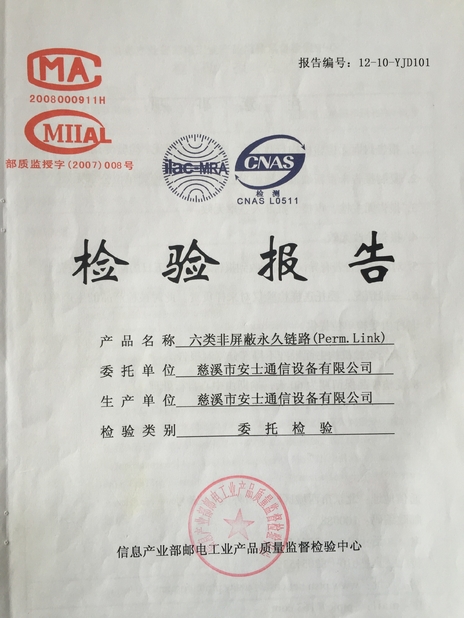 报告编号：12-10-YJD101
MA
2008000911H
MIIAL
部质监授字(2007)008号
ilac-MRA
CNAS
检测
CNAS L0511
检验报告
产品名称 六类非屏蔽永久链路(Perm.Link)
委托单位 慈溪市安士通信设备有限公司
生产单位 慈溪市安士通信设备有限公司
检验类别 委托检验
信息产业部邮电工业产品质量监督检验中心